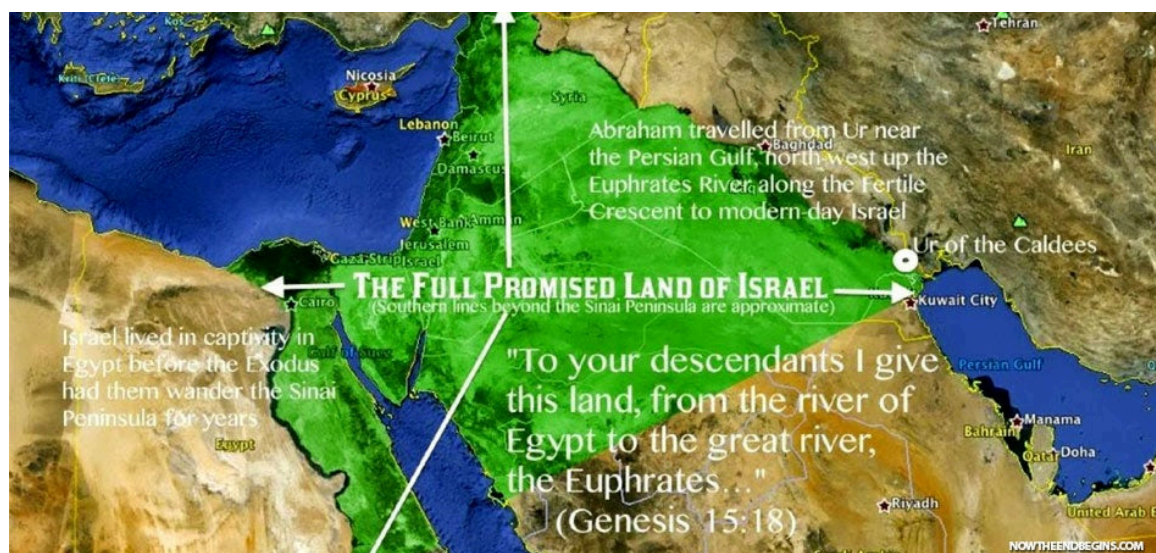 Kos
Tehran
Kriti (Crete)
Nicosia
Cyprus
Syria
Lebanon
Beirut
Damascus
Abraham travelled from Ur near
the Persian Gulf, north-west up the
Euphrates River along the Fertile
Crescent to modern-day Israel
Baghdad
Iran
West Bank
Amman
Jerusalem
Gaza Strip
Israel
Ur of the Caldees
THE FULL PROMISED LAND OF ISRAEL
(Southern lines beyond the Sinai Peninsula are approximate)
Kuwait City
Cairo
Israel lived in captivity in
Egypt before the Exodus
had them wander the Sinai
Peninsula for years
Gulf of Suez
Egypt
"To your descendants I give
this land, from the river of
Egypt to the great river,
the Euphrates..."
(Genesis 15:18)
Persian Gulf
Manama
Bahrain
Qatar
Doha
Riyadh
United Arab E
NOWTHEENDBEGINS.COM